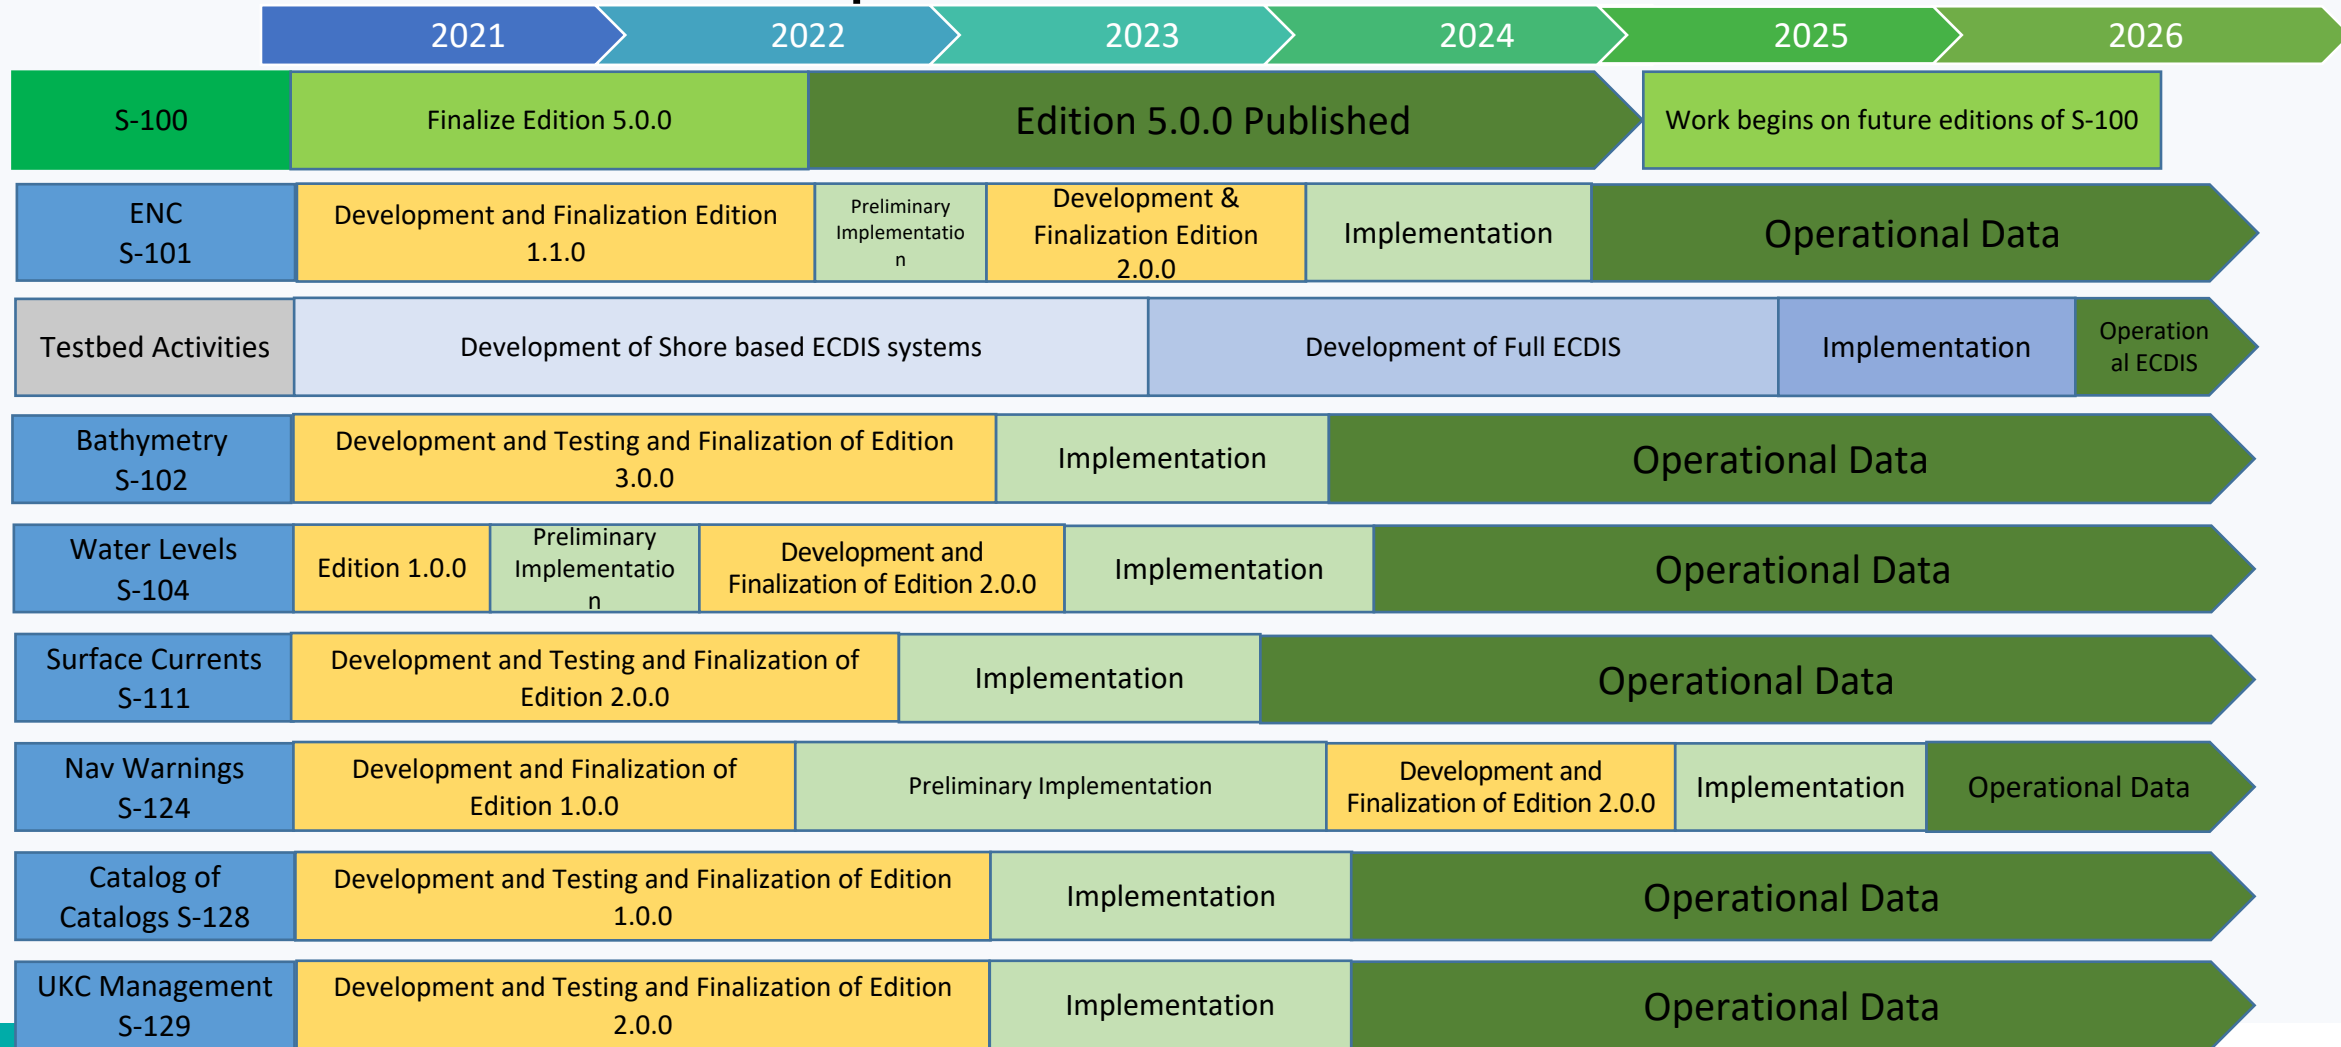 2021
2022
2023
2024
2025
2026
S-100
Finalize Edition 5.0.0
Edition 5.0.0 Published
Work begins on future editions of S-100
ENC
S-101
Development and Finalization Edition
1.1.0
Preliminary
Implementatio
n
Development &
Finalization Edition
2.0.0
Implementation
Operational Data
Testbed Activities
Development of Shore based ECDIS systems
Development of Full ECDIS
Implementation
Operation
al ECDIS
Bathymetry
S-102
Development and Testing and Finalization of Edition
3.0.0
Implementation
Operational Data
Water Levels
S-104
Edition 1.0.0
Preliminary
Implementatio
n
Development and
Finalization of Edition 2.0.0
Implementation
Operational Data
Surface Currents
S-111
Development and Testing and Finalization of
Edition 2.0.0
Implementation
Operational Data
Nav Warnings
S-124
Development and Finalization of
Edition 1.0.0
Preliminary Implementation
Development and
Finalization of Edition 2.0.0
Implementation
Operational Data
Catalog of
Catalogs S-128
Development and Testing and Finalization of Edition
1.0.0
Implementation
Operational Data
UKC Management
S-129
Development and Testing and Finalization of Edition
2.0.0
Implementation
Operational Data